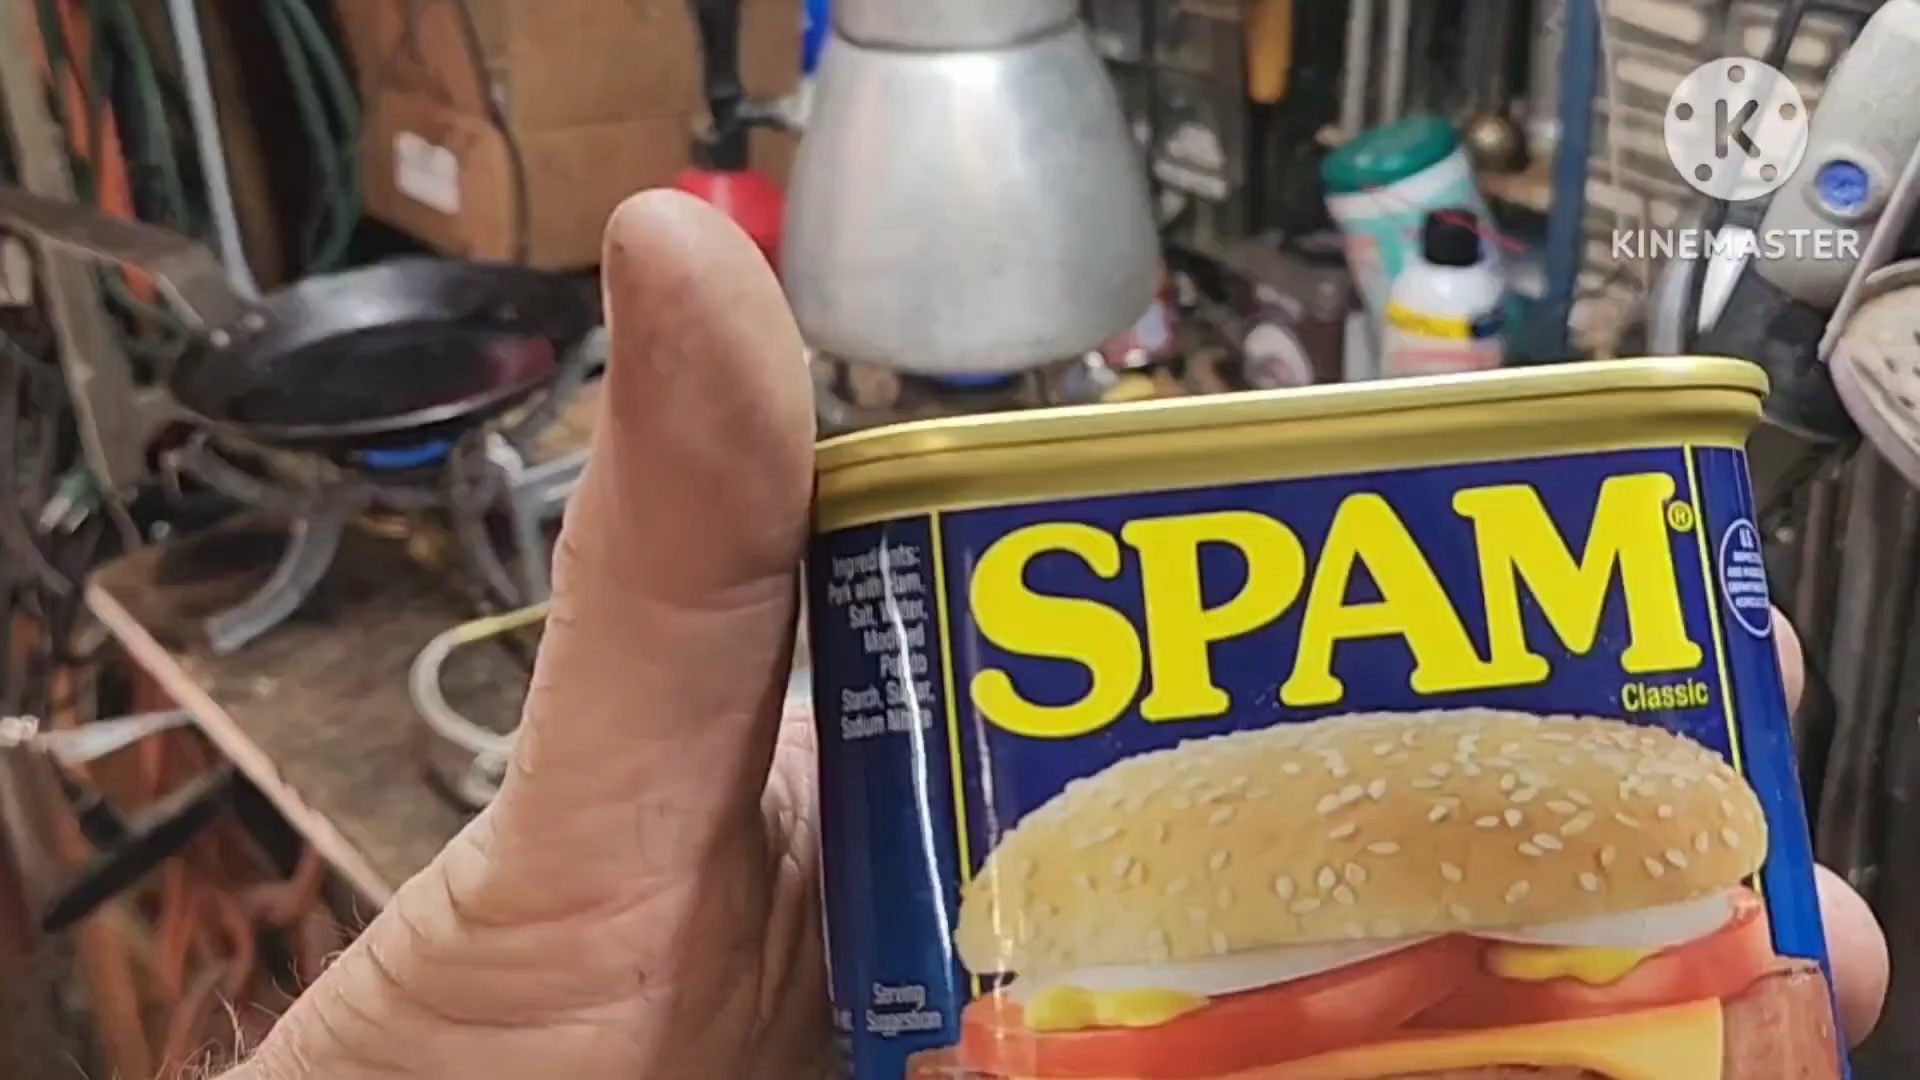 KINEMASTER
SPAM®
Classic
Ingredients:
Pork with Ham,
Salt, Water,
Modified
Potato
Starch, Sugar,
Sodium Nitrite
Serving
Suggestion